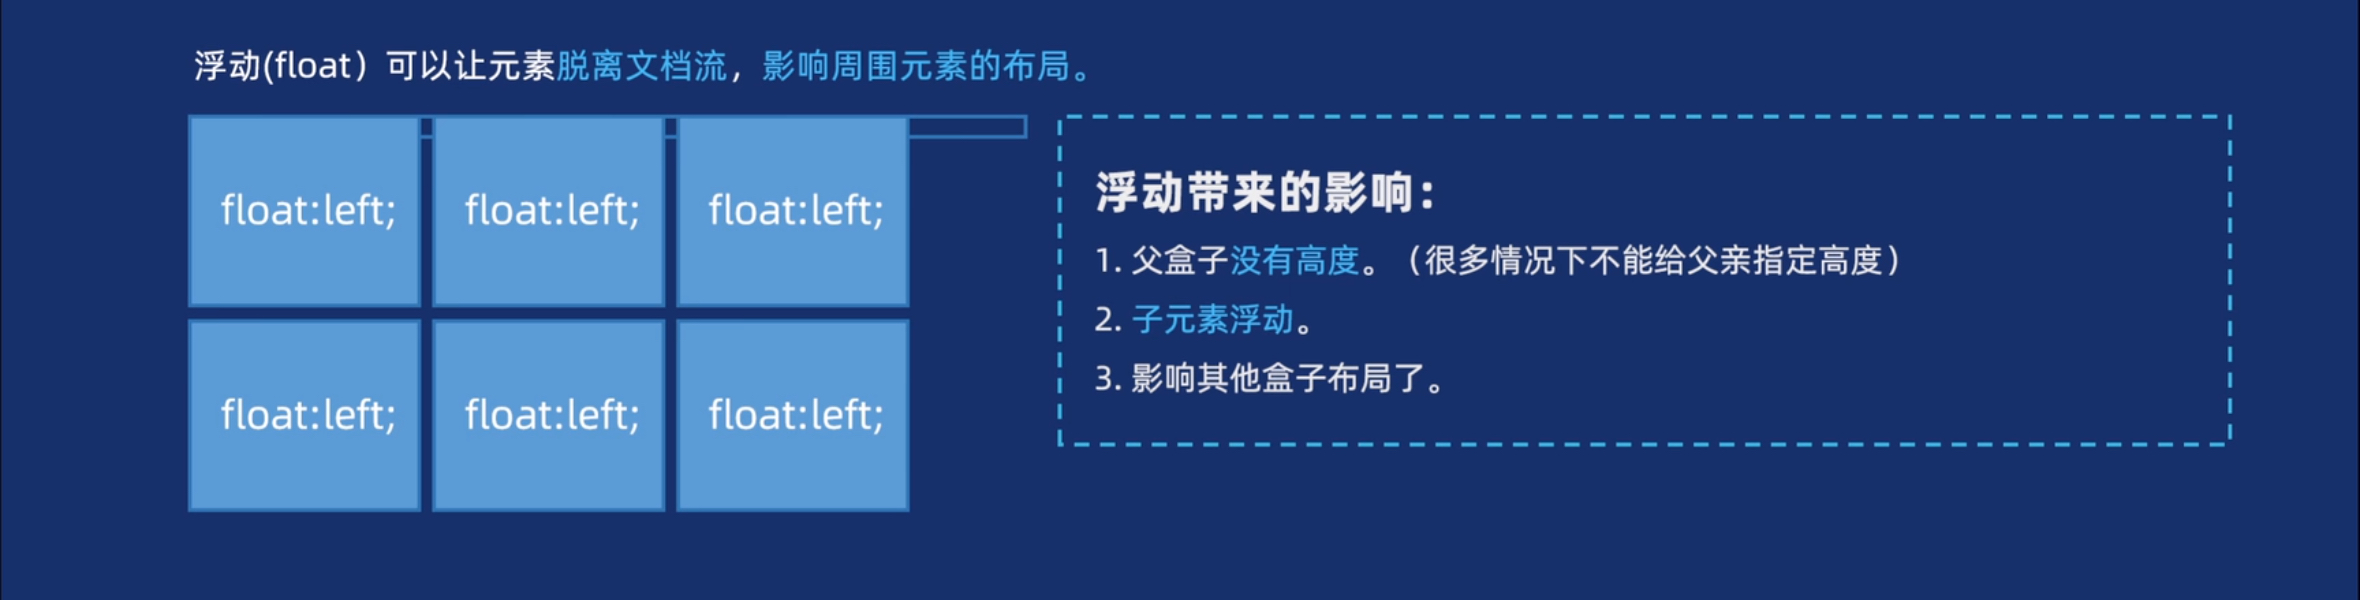 浮动(float）可以让元素脱离文档流，影响周围元素的布局。
float:left; float:left; float:left;
float:left; float:left; float:left;
浮动带来的影响：
1. 父盒子没有高度。（很多情况下不能给父亲指定高度）
2. 子元素浮动。
3. 影响其他盒子布局了。